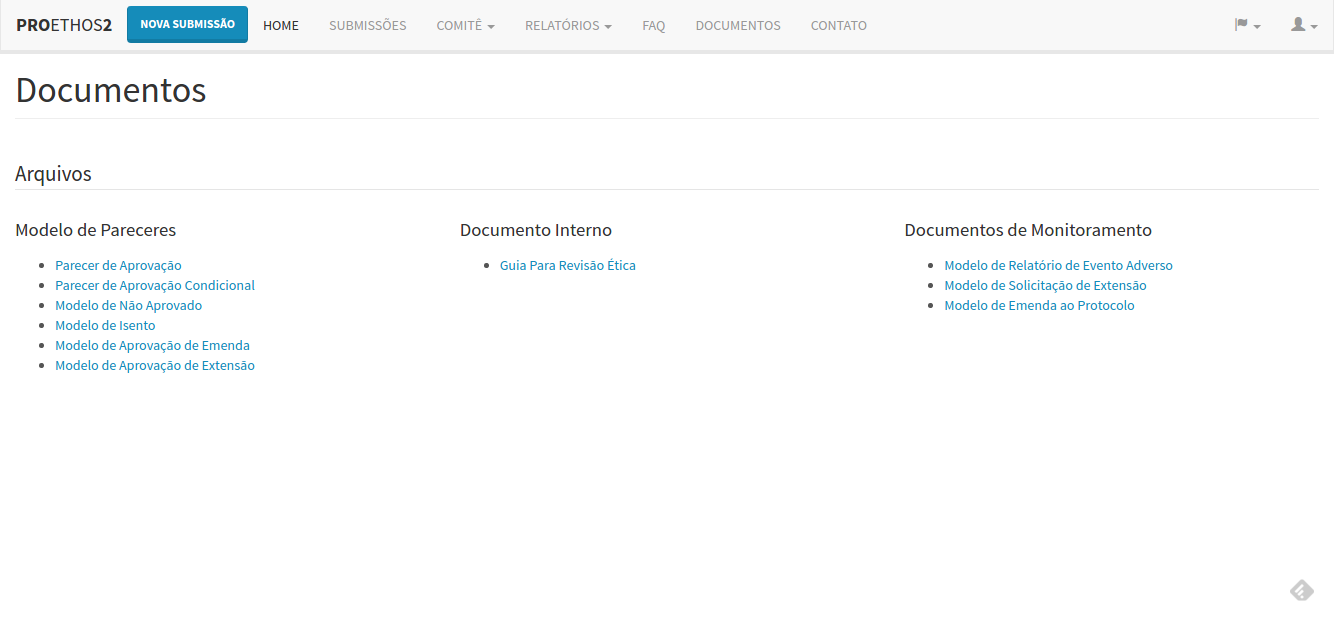 PROETHOS2 NOVA SUBMISSÃO HOME SUBMISSÕES COMITÊ RELATÓRIOS FAQ DOCUMENTOS CONTATO
Documentos
Arquivos
Modelo de Pareceres
Parecer de Aprovação
Parecer de Aprovação Condicional
Modelo de Não Aprovado
Modelo de Isento
Modelo de Aprovação de Emenda
Modelo de Aprovação de Extensão
Documento Interno
Guia Para Revisão Ética
Documentos de Monitoramento
Modelo de Relatório de Evento Adverso
Modelo de Solicitação de Extensão
Modelo de Emenda ao Protocolo